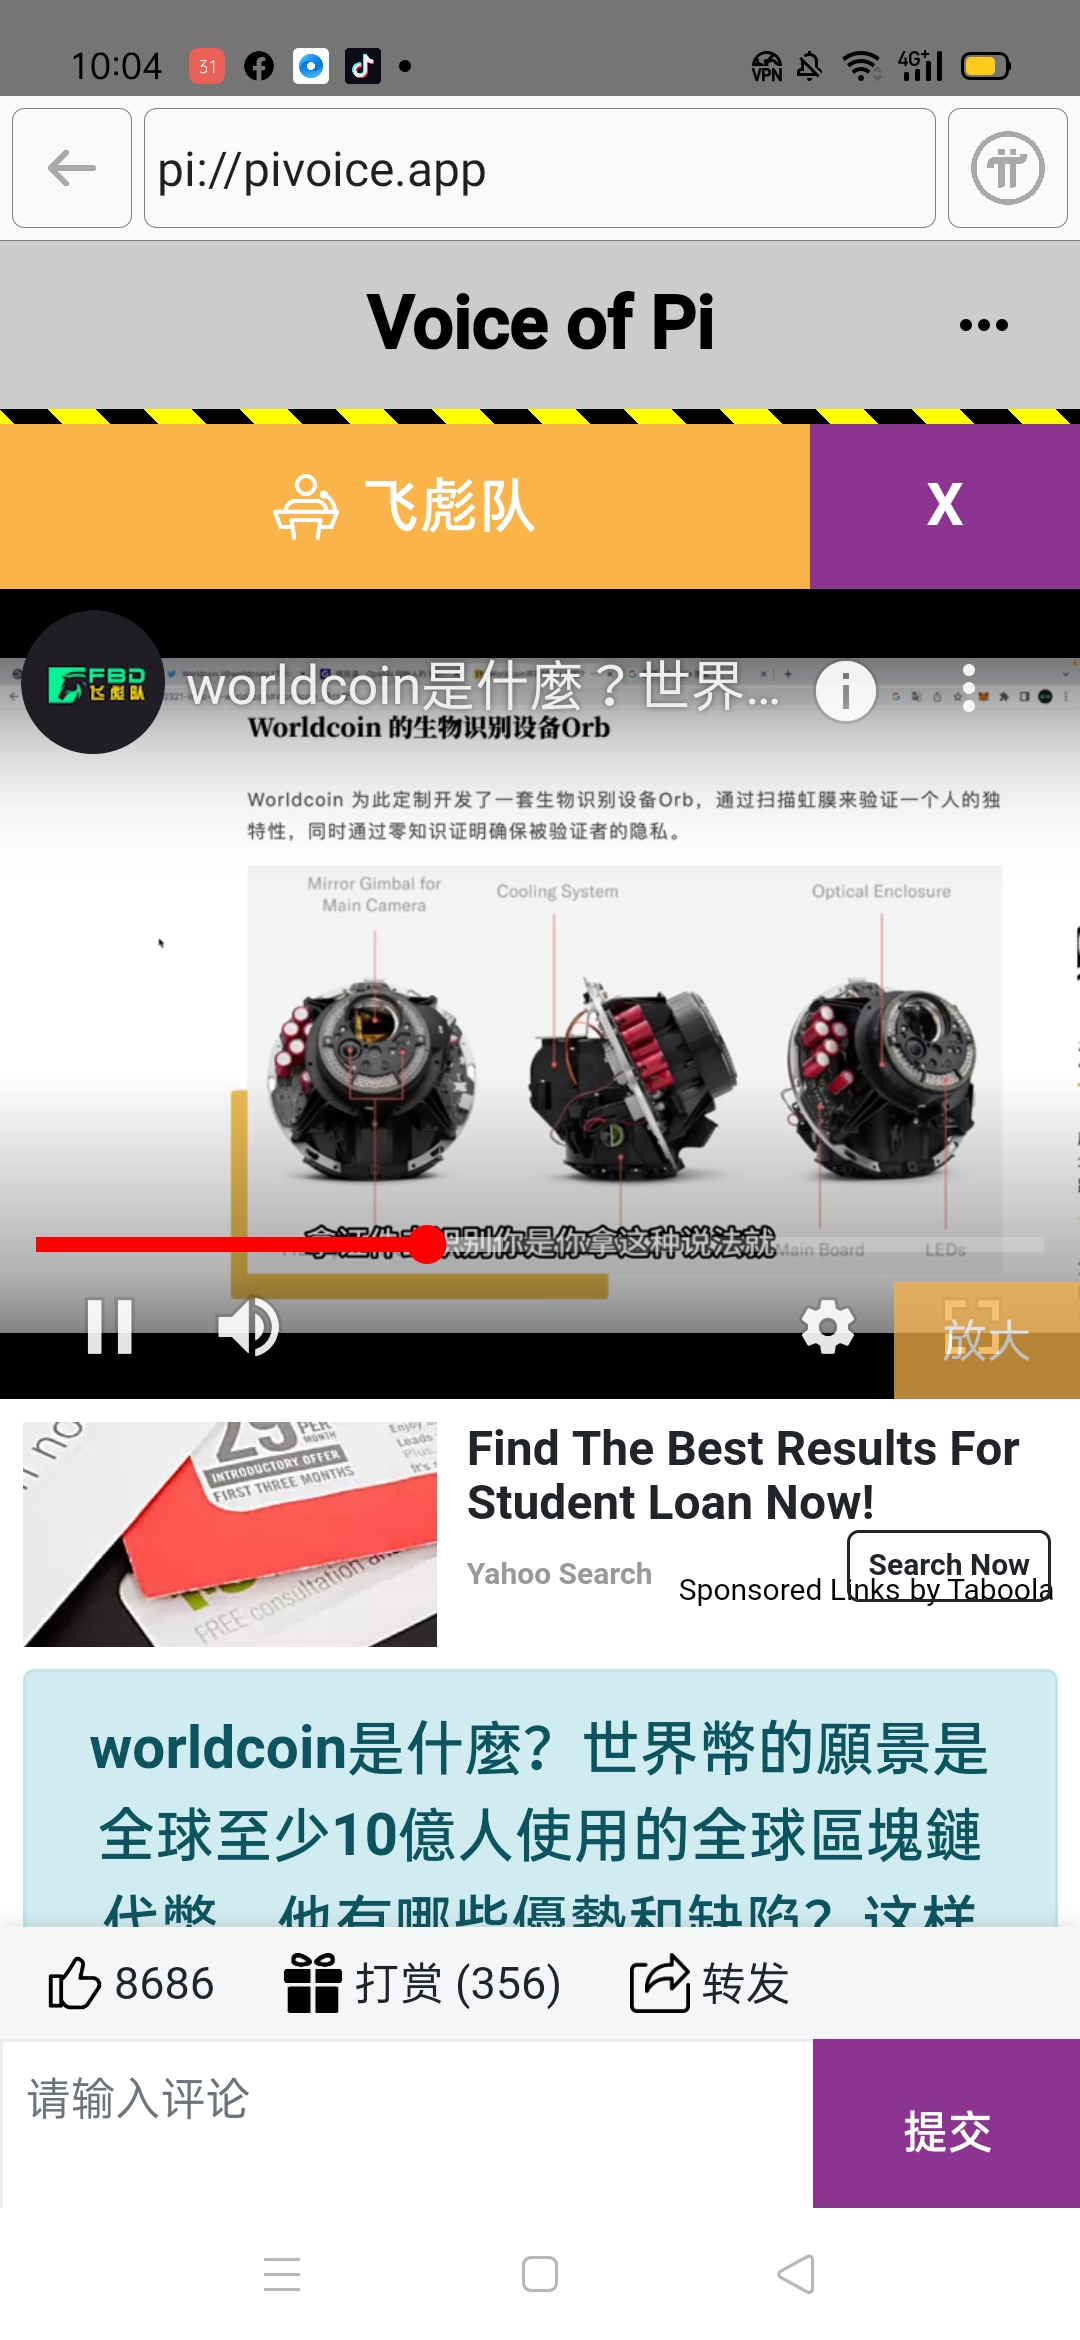 10:04
31
VPN
4G+
pi://pivoice.app
Voice of Pi
飞彪队
X
FBD
飞彪队
worldcoin是什麼？世界...
Worldcoin 的生物识别设备Orb
Worldcoin 为此定制开发了一套生物识别设备Orb，通过扫描虹膜来验证一个人的独
特性，同时通过零知识证明确保被验证者的隐私。
Mirror Gimbal for
Main Camera
Cooling System
Optical Enclosure
拿证件来识别你是你拿这种说法就
Main Board
LEDs
放大
PER
MONTH
INTRODUCTORY OFFER
FIRST THREE MONTHS
Enjoy
Loads
Plus
It's
FREE consultation
Find The Best Results For
Student Loan Now!
Yahoo Search
Search Now
Sponsored Links by Taboola
worldcoin是什麼？世界幣的願景是
全球至少10億人使用的全球區塊鏈
代幣，他有哪些優勢和缺陷？这样
8686
打赏 (356)
转发
请输入评论
提交